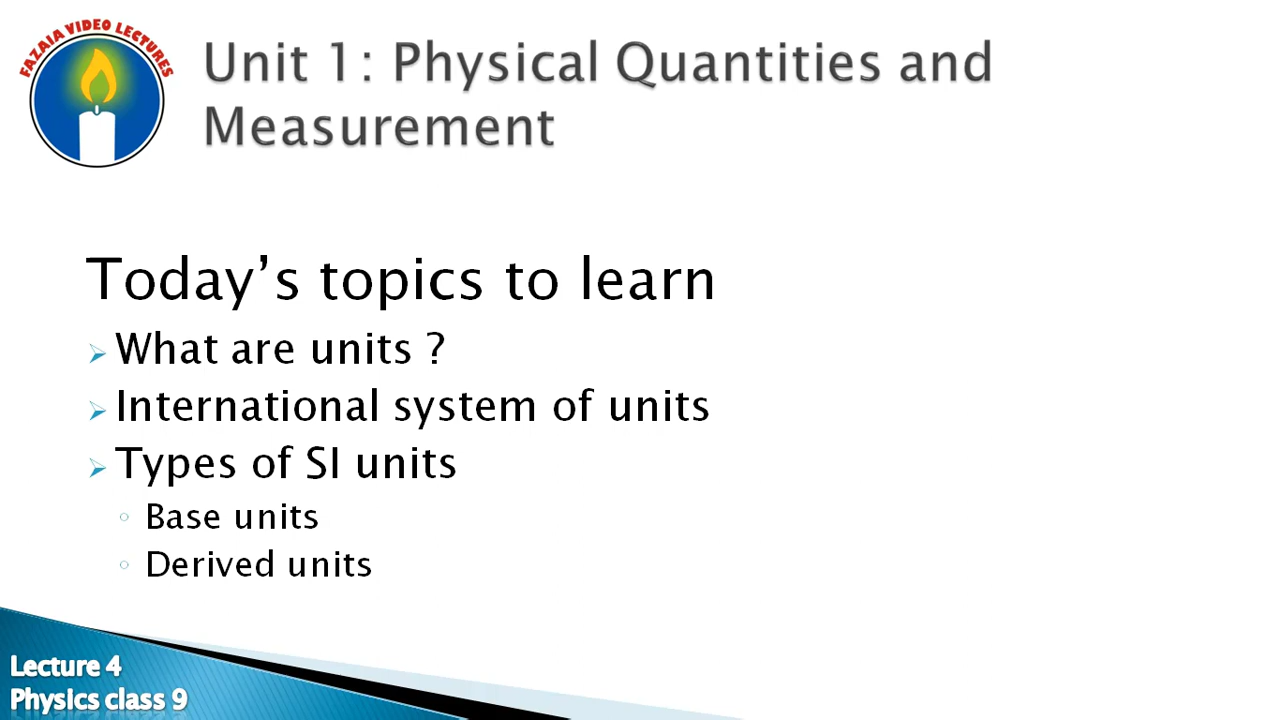 FAZAIA VIDEO LECTURES
Unit 1: Physical Quantities and
Measurement
Today’s topics to learn
What are units ?
International system of units
Types of SI units
Base units
Derived units
Lecture 4
Physics class 9